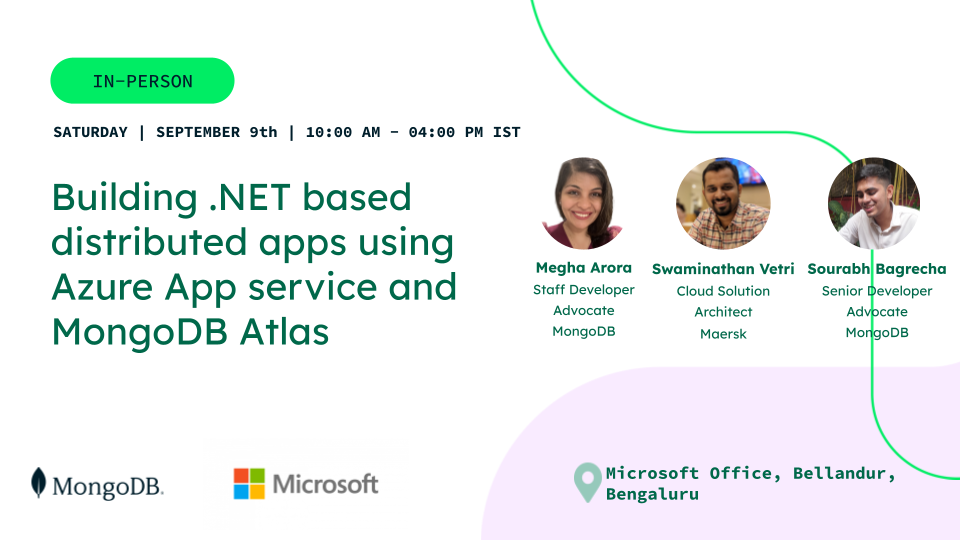 IN-PERSON
SATURDAY | SEPTEMBER 9th | 10:00 AM – 04:00 PM IST
Building .NET based
distributed apps using
Azure App service and
MongoDB Atlas
Megha Arora
Staff Developer
Advocate
MongoDB
Swaminathan Vetri
Cloud Solution
Architect
Maersk
Sourabh Bagrecha
Senior Developer
Advocate
MongoDB
MongoDB.
Microsoft
Microsoft Office, Bellandur,
Bengaluru